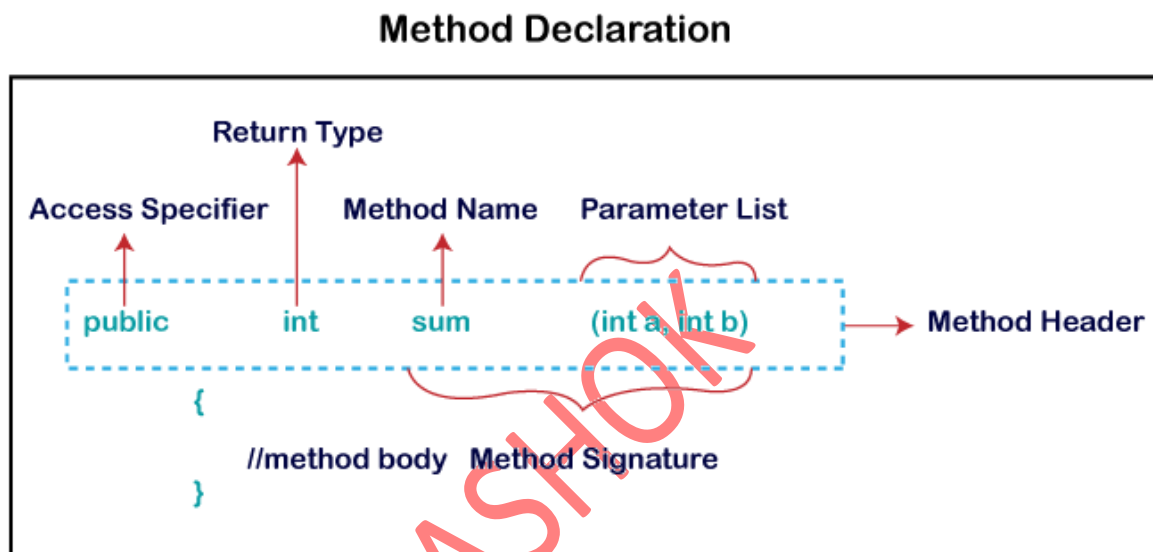 Method Declaration
Return Type
Access Specifier Method Name Parameter List
public int sum (int a, int b) Method Header
{
//method body Method Signature
}
ASHOK